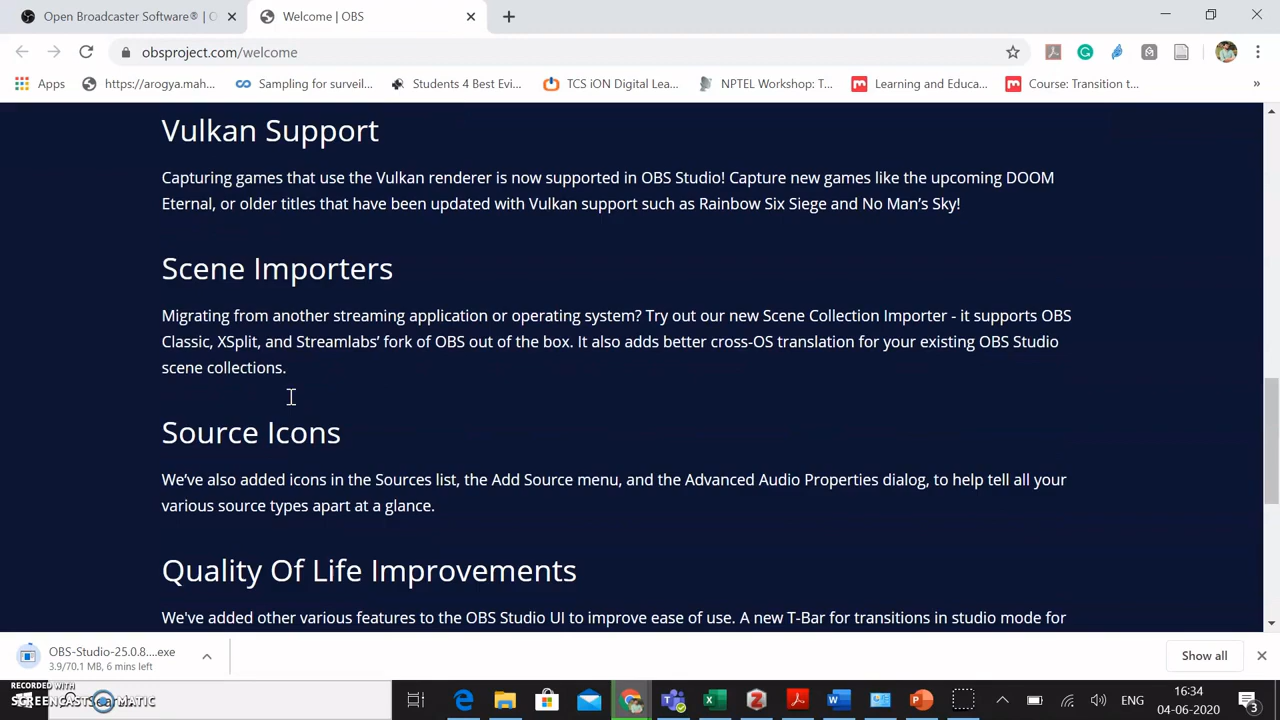 Open Broadcaster Software® | O
Welcome | OBS
obsproject.com/welcome
Apps
https://arogya.mah...
Sampling for surveil...
Students 4 Best Evi...
TCS iON Digital Lea...
NPTEL Workshop: T...
Learning and Educa...
Course: Transition t...
»
Vulkan Support
Capturing games that use the Vulkan renderer is now supported in OBS Studio! Capture new games like the upcoming DOOM
Eternal, or older titles that have been updated with Vulkan support such as Rainbow Six Siege and No Man’s Sky!
Scene Importers
Migrating from another streaming application or operating system? Try out our new Scene Collection Importer - it supports OBS
Classic, XSplit, and Streamlabs’ fork of OBS out of the box. It also adds better cross-OS translation for your existing OBS Studio
scene collections.
Source Icons
We’ve also added icons in the Sources list, the Add Source menu, and the Advanced Audio Properties dialog, to help tell all your
various source types apart at a glance.
Quality Of Life Improvements
We've added other various features to the OBS Studio UI to improve ease of use. A new T-Bar for transitions in studio mode for
OBS-Studio-25.0.8....exe
3.9/70.1 MB, 6 mins left
Show all
RECORDED WITH
SCREENCAST-O-MATIC
ENG
16:34
04-06-2020
3